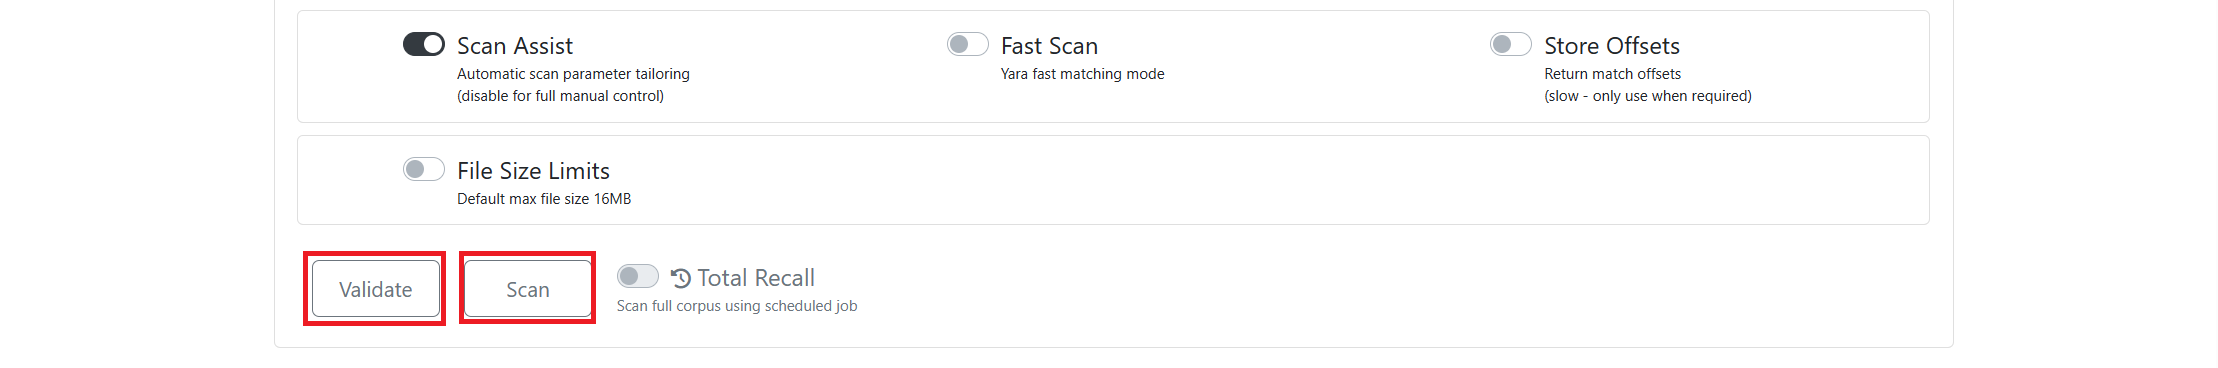 Scan Assist
Automatic scan parameter tailoring
(disable for full manual control)
Fast Scan
Yara fast matching mode
Store Offsets
Return match offsets
(slow - only use when required)
File Size Limits
Default max file size 16MB
Validate
Scan
Total Recall
Scan full corpus using scheduled job